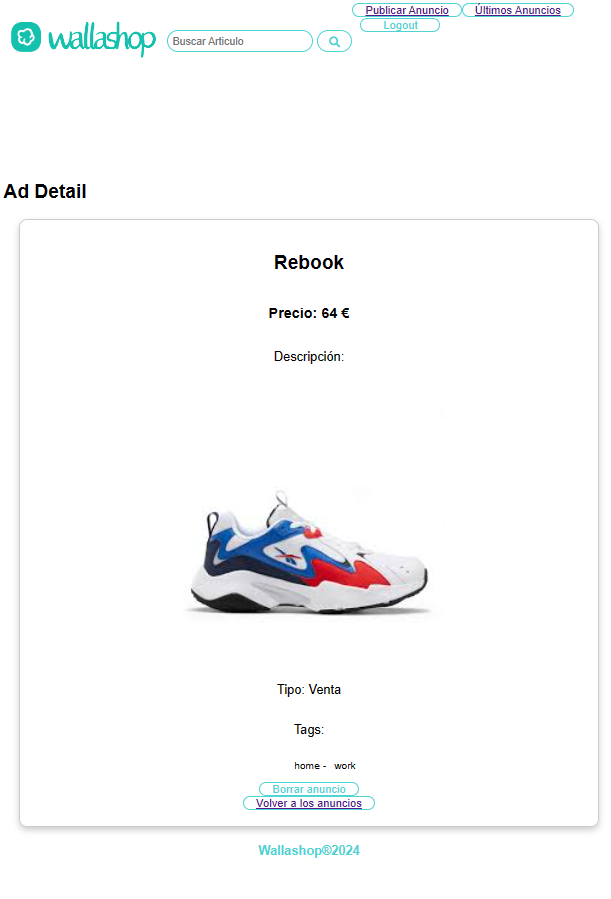 Publicar Anuncio Últimos Anuncios
Logout
wallashop
Buscar Articulo
Ad Detail
Rebook
Precio: 64 €
Descripción:
Tipo: Venta
Tags:
home - work
Borrar anuncio
Volver a los anuncios
Wallashop®2024